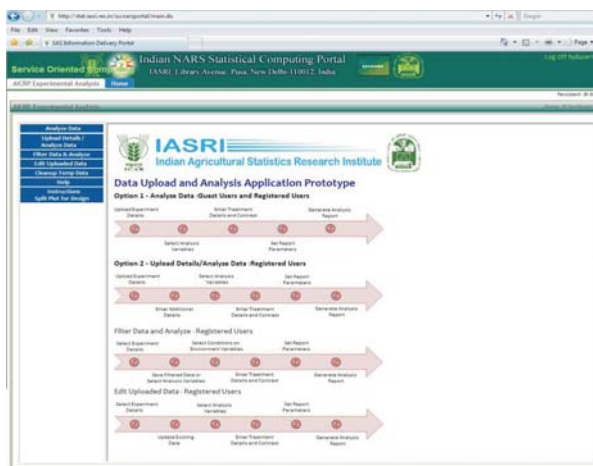 http://stat.iasri.res.in/sscnarsportal/main.do
Google
File Edit View Favorites Tools Help
SAS Information Delivery Portal
Page
Indian NARS Statistical Computing Portal
IASRI, Library Avenue, Pusa, New Delhi-110012, India
Service Oriented
Log Off
AICRP Experimental Analysis
Home
AICRP Experimental Analysis
Analyze Data
Upload Details /
Analyze Data
Filter Data & Analyze
Edit Uploaded Data
Cleanup Temp Data
Help
Instructions
Split Plot for Design
IASRI
Indian Agricultural Statistics Research Institute
Data Upload and Analysis Application Prototype
Option 1 - Analyze Data :Guest Users and Registered Users
Upload Experiment
Details
Enter Treatment
Details and Contrast
Generate Analysis
Report
Select Analysis
Variables
Set Report
Parameters
Option 2 - Upload Details/Analyze Data :Registered Users
Upload Experiment
Details
Select Analysis
Variables
Set Report
Parameters
Enter Additional
Details
Enter Treatment
Details and Contrast
Generate Analysis
Report
Filter Data and Analyze - Registered Users
Select Experiment
Details
Select Conditions on
Environment Variables
Set Report
Parameters
Save Filtered Data or
Select Analysis Variables
Enter Treatment
Details and Contrast
Generate Analysis
Report
Edit Uploaded Data - Registered Users
Select Experiment
Details
Select Analysis
Variables
Set Report
Parameters
Update Existing
Data
Enter Treatment
Details and Contrast
Generate Analysis
Report